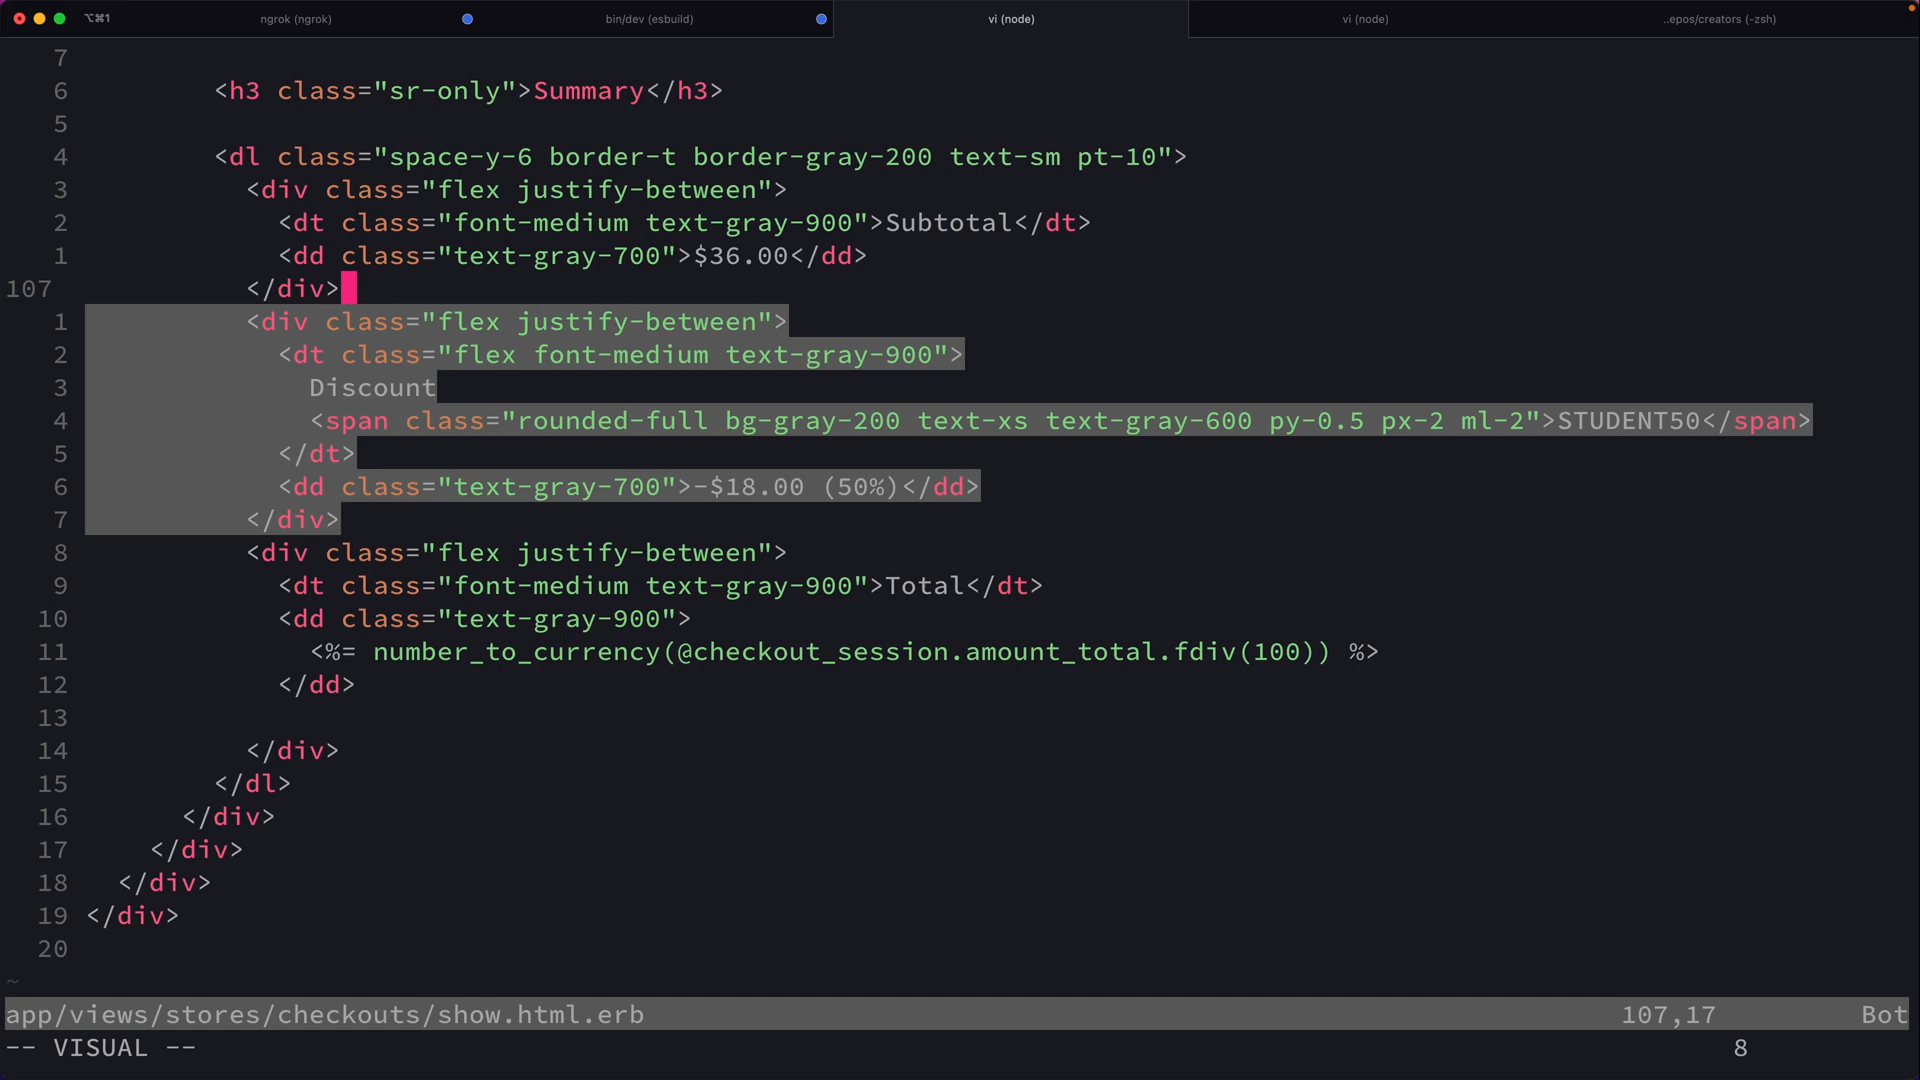 ⌥⌘1 ngrok (ngrok) bin/dev (esbuild) vi (node) vi (node) ..epos/creators (-zsh)
7
6         <h3 class="sr-only">Summary</h3>
5
4         <dl class="space-y-6 border-t border-gray-200 text-sm pt-10">
3           <div class="flex justify-between">
2             <dt class="font-medium text-gray-900">Subtotal</dt>
1             <dd class="text-gray-700">$36.00</dd>
107           </div>
1           <div class="flex justify-between">
2             <dt class="flex font-medium text-gray-900">
3               Discount
4               <span class="rounded-full bg-gray-200 text-xs text-gray-600 py-0.5 px-2 ml-2">STUDENT50</span>
5             </dt>
6             <dd class="text-gray-700">-$18.00 (50%)</dd>
7           </div>
8           <div class="flex justify-between">
9             <dt class="font-medium text-gray-900">Total</dt>
10             <dd class="text-gray-900">
11               <%= number_to_currency(@checkout_session.amount_total.fdiv(100)) %>
12             </dd>
13
14           </div>
15         </dl>
16       </div>
17     </div>
18   </div>
19 </div>
20
~
app/views/stores/checkouts/show.html.erb 107,17 Bot
-- VISUAL -- 8